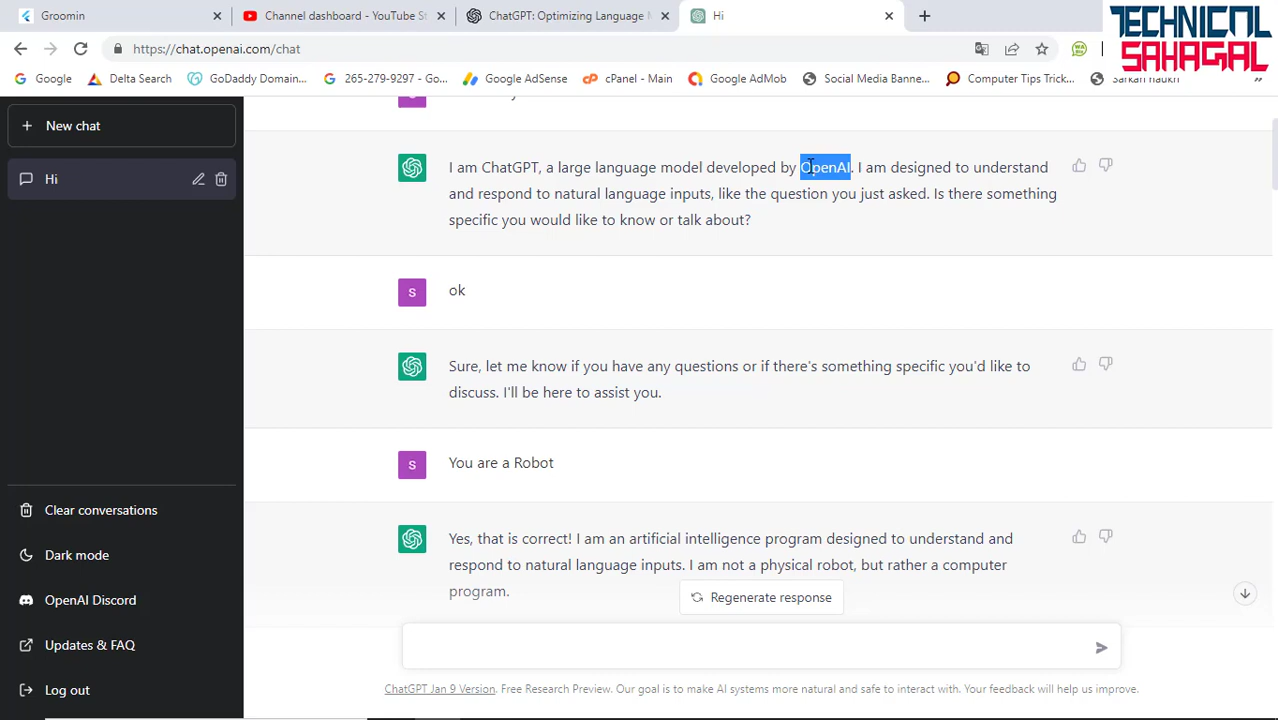 Groomin
Channel dashboard - YouTube St
ChatGPT: Optimizing Language M
Hi
TECHNICAL
SAHAGAL
https://chat.openai.com/chat
Google
Delta Search
GoDaddy Domain...
265-279-9297 - Go...
Google AdSense
cPanel - Main
Google AdMob
Social Media Banne...
Computer Tips Trick...
Sarkari Naukri
New chat
Hi
I am ChatGPT, a large language model developed by OpenAI. I am designed to understand
and respond to natural language inputs, like the question you just asked. Is there something
specific you would like to know or talk about?
S
ok
Sure, let me know if you have any questions or if there's something specific you'd like to
discuss. I'll be here to assist you.
S
You are a Robot
Yes, that is correct! I am an artificial intelligence program designed to understand and
respond to natural language inputs. I am not a physical robot, but rather a computer
program.
Regenerate response
Clear conversations
Dark mode
OpenAI Discord
Updates & FAQ
Log out
ChatGPT Jan 9 Version. Free Research Preview. Our goal is to make AI systems more natural and safe to interact with. Your feedback will help us improve.